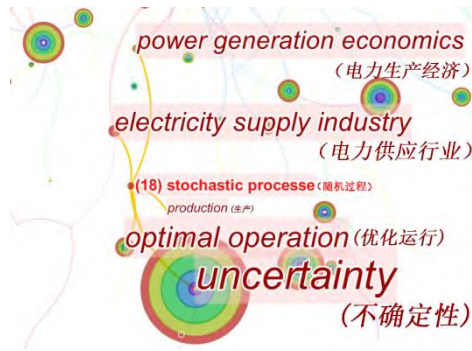 power generation economics
(电力生产经济)
electricity supply industry
(电力供应行业)
(18) stochastic processe(随机过程)
production (生产)
optimal operation(优化运行)
uncertainty
(不确定性)